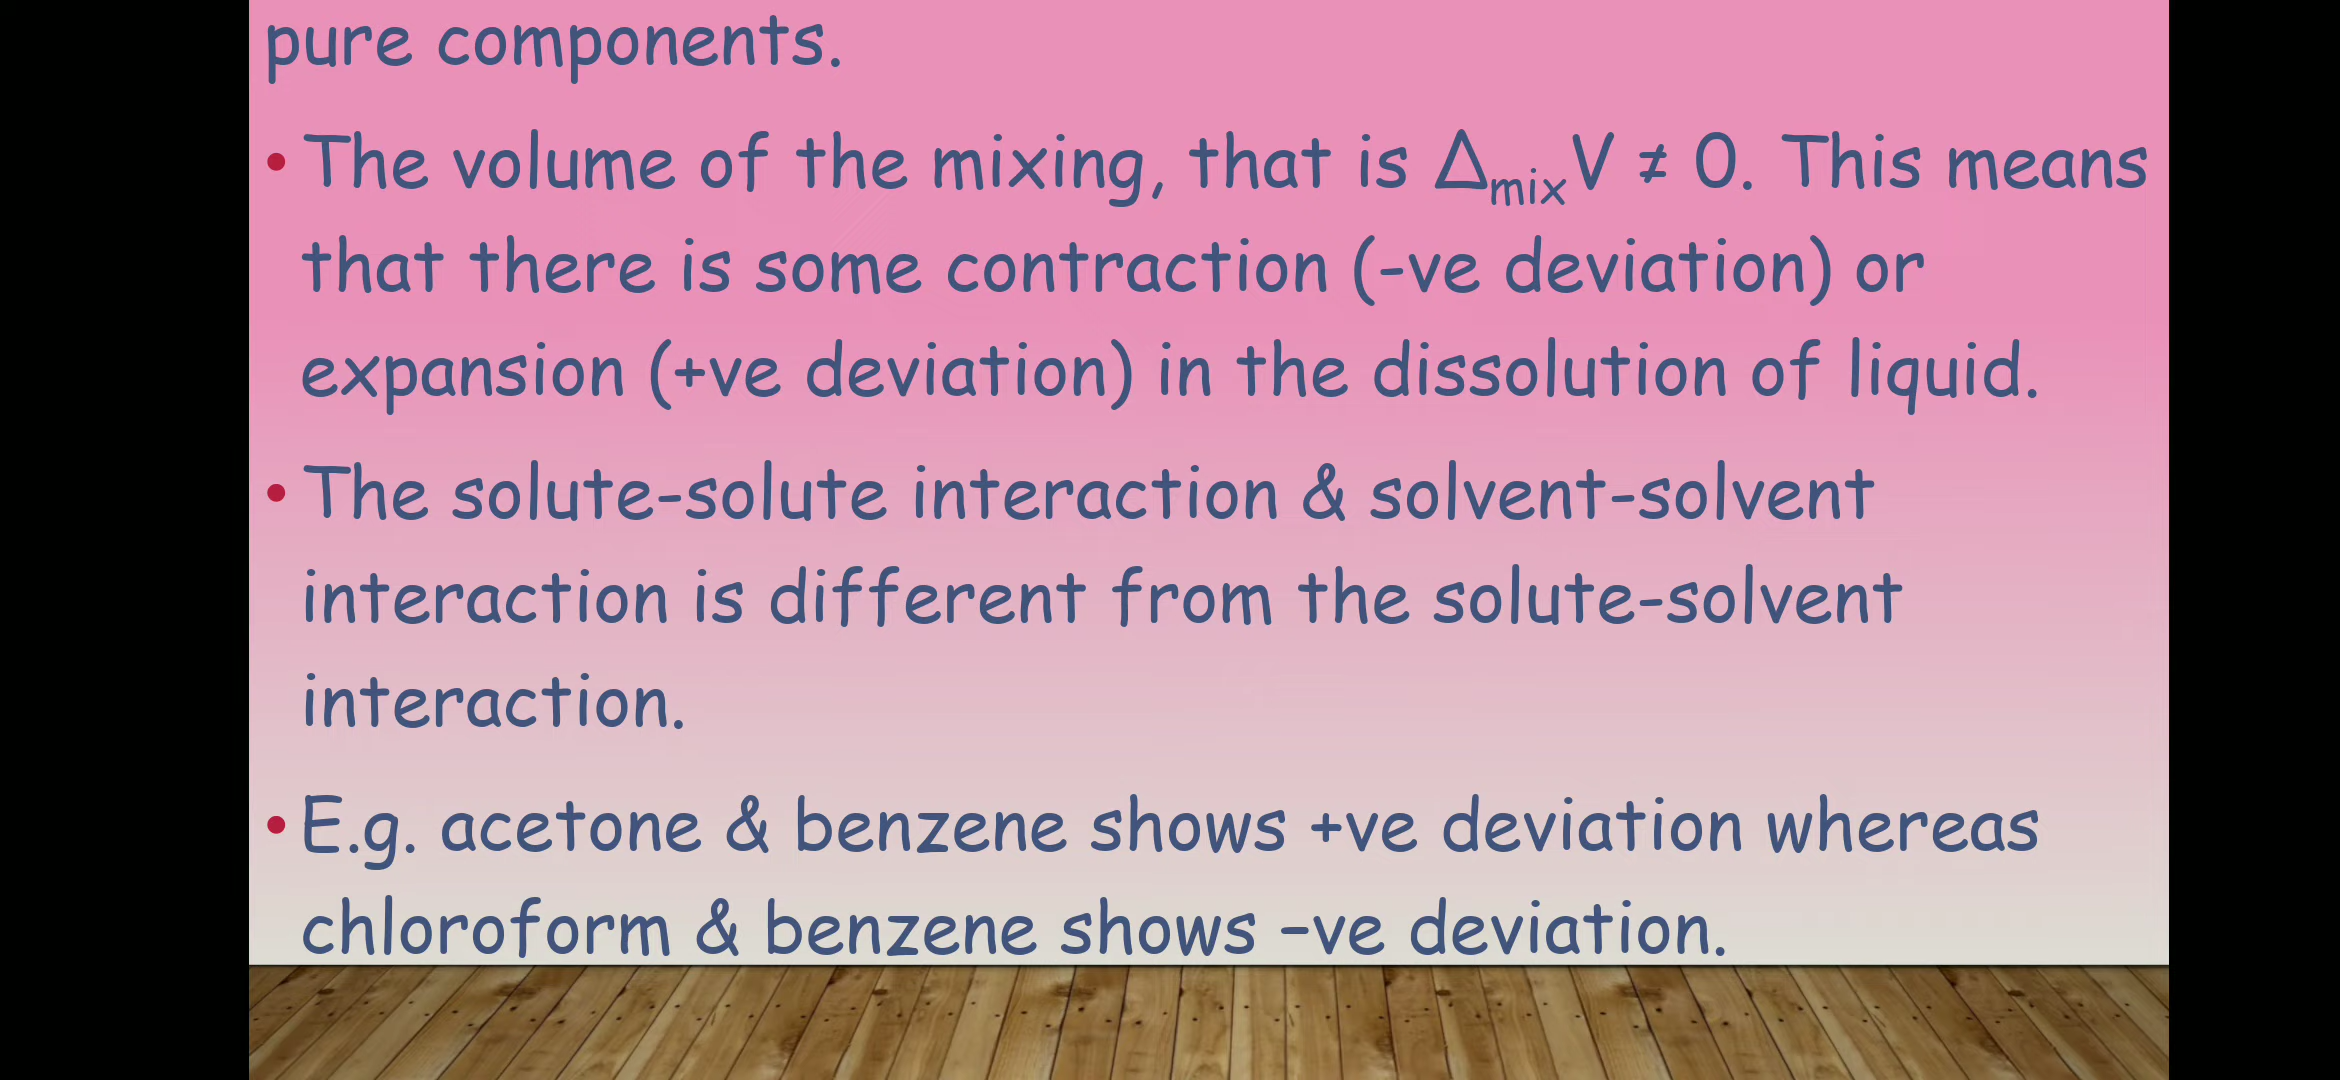 pure components.
• The volume of the mixing, that is ΔmixV ≠ 0. This means
that there is some contraction (-ve deviation) or
expansion (+ve deviation) in the dissolution of liquid.
• The solute-solute interaction & solvent-solvent
interaction is different from the solute-solvent
interaction.
• E.g. acetone & benzene shows +ve deviation whereas
chloroform & benzene shows –ve deviation.